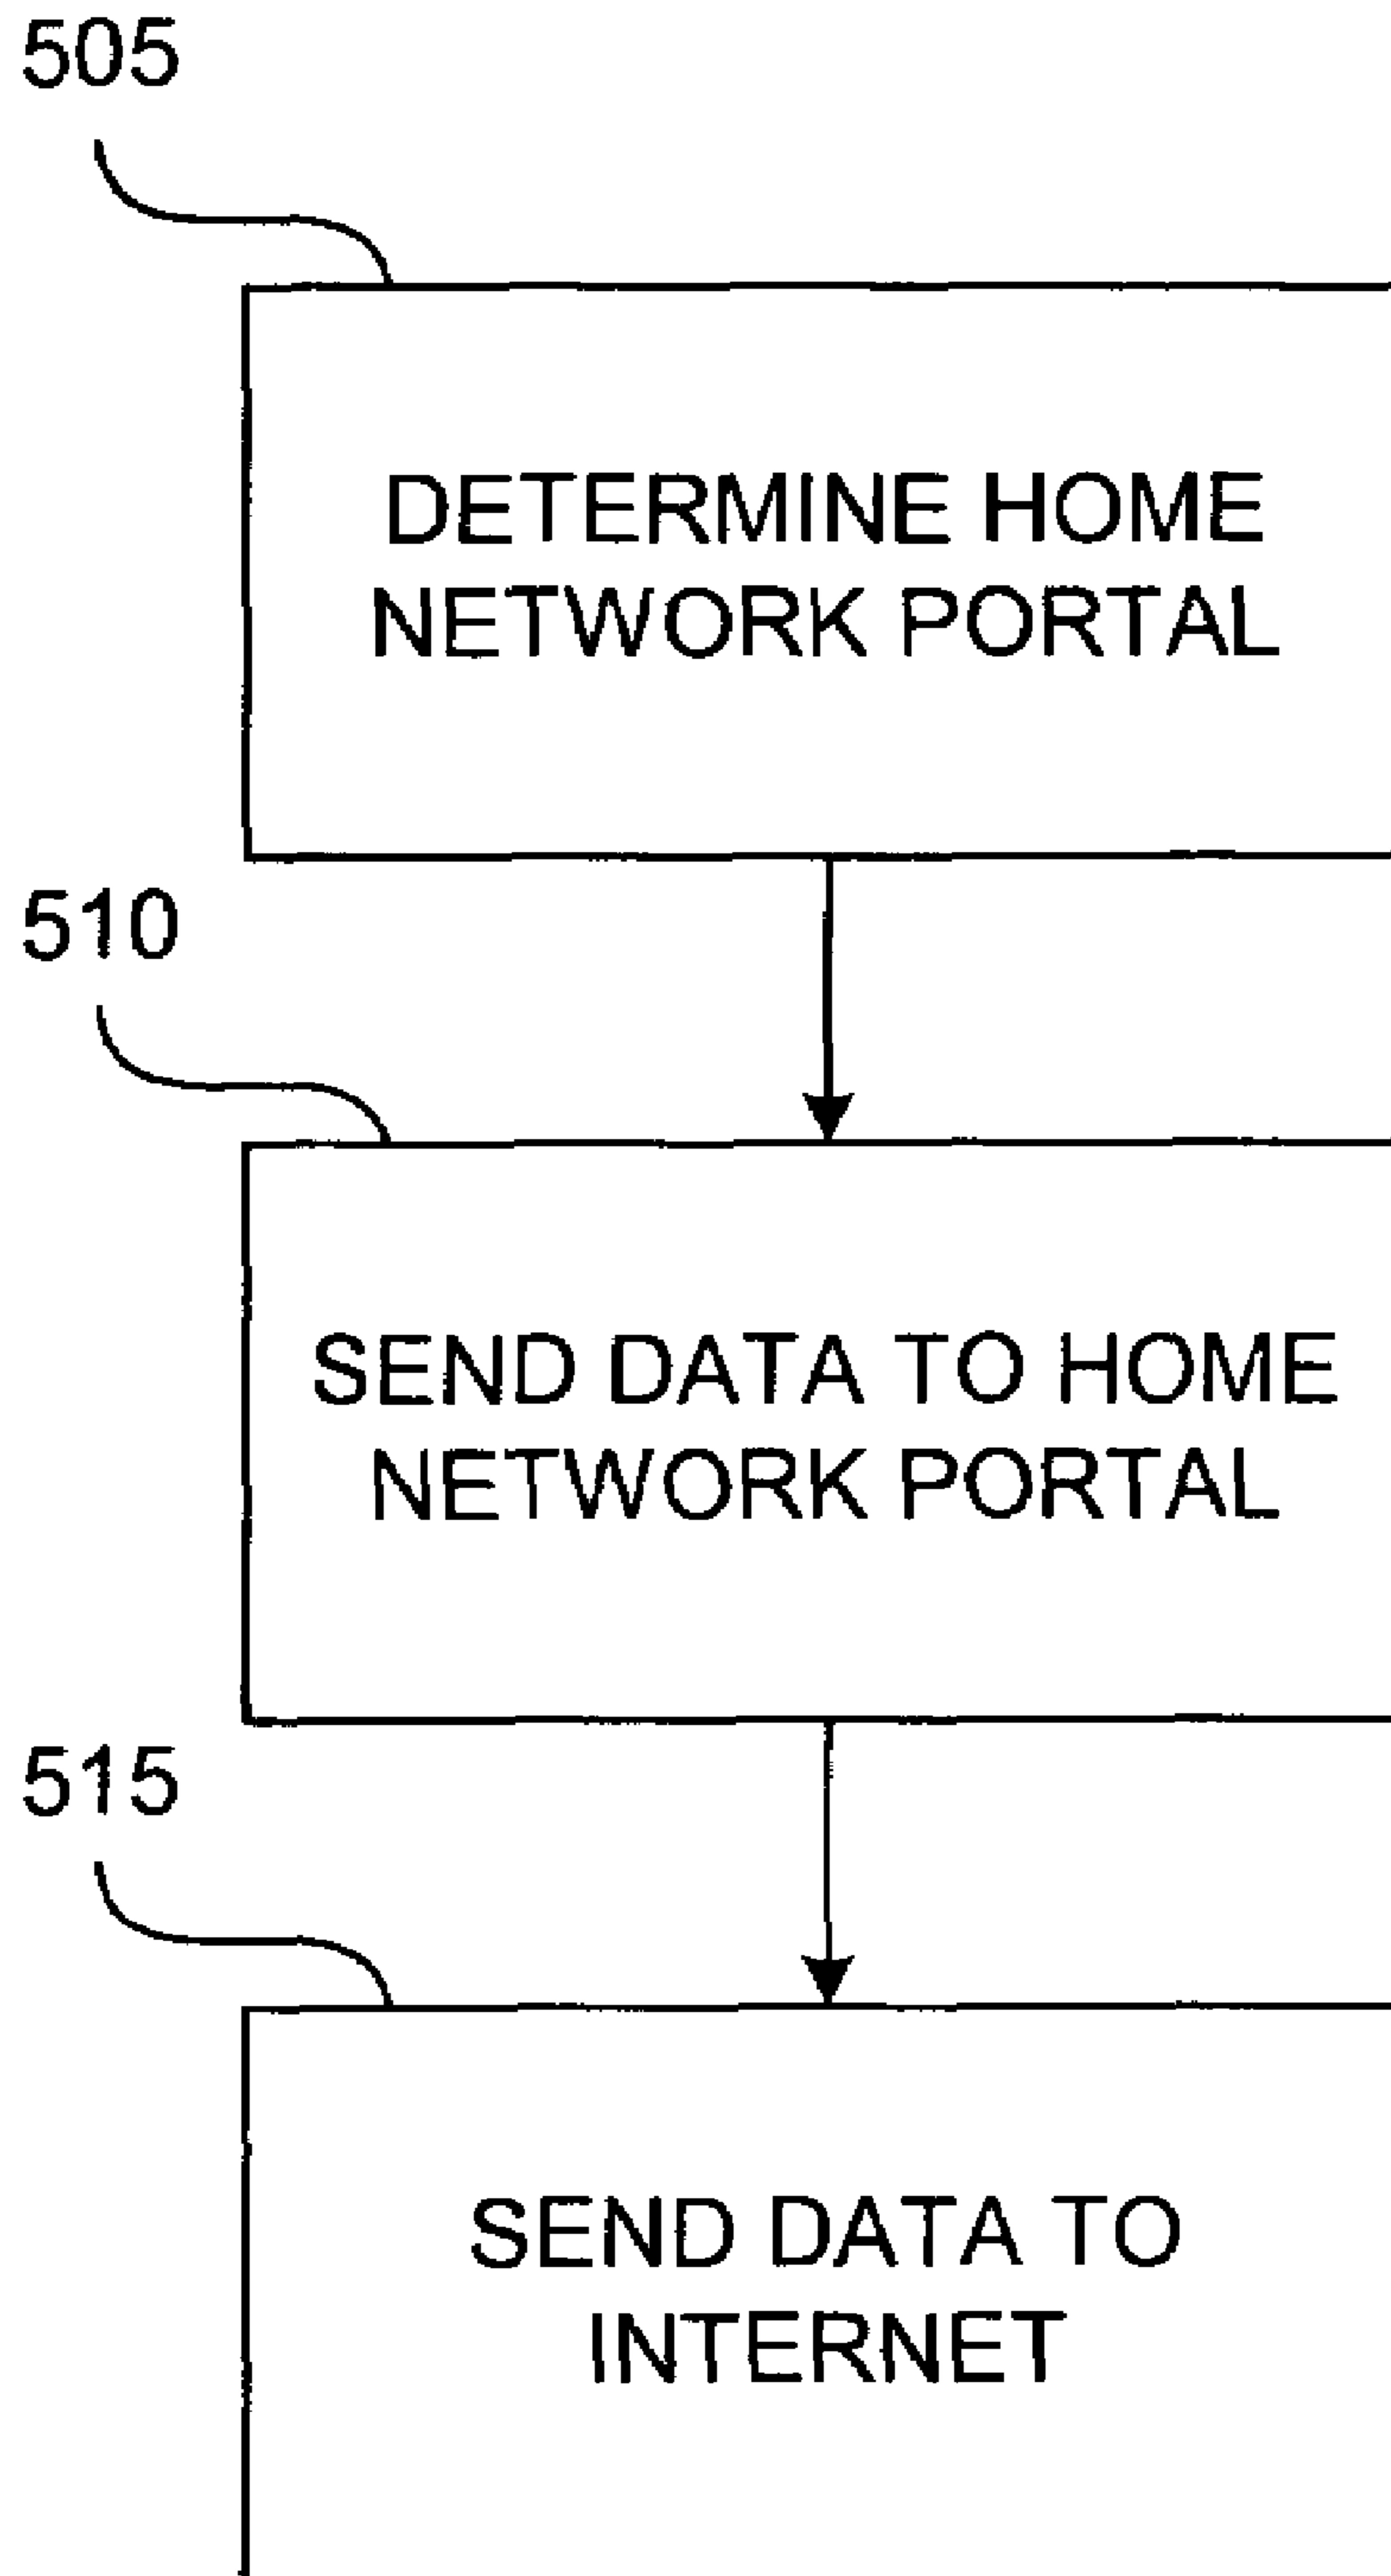 505
DETERMINE HOME
NETWORK PORTAL
510
SEND DATA TO HOME
NETWORK PORTAL
515
SEND DATA TO
INTERNET